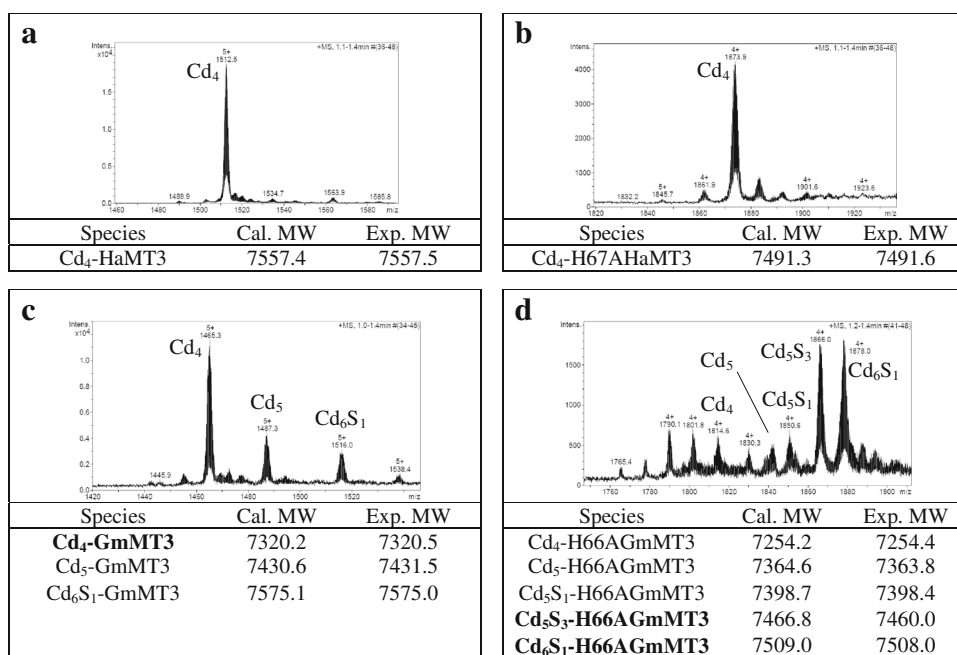 a
Intens.
x10⁴
+MS, 1.1-1.4min #(36-48)
5+
1512.5
Cd₄
1.5
1.0
0.5
0.0
1489.9
1534.7
1563.9
1585.8
1460 1480 1500 1520 1540 1560 1580 m/z
Species Cal. MW Exp. MW
Cd₄-HaMT3 7557.4 7557.5
b
Intens.
+MS, 1.1-1.4min #(36-48)
4+
1873.9
Cd₄
4000
3000
2000
1000
0
1832.2
5+
1845.7
4+
1861.9
4+
1901.6
4+
1923.6
1820 1840 1860 1880 1900 1920 m/z
Species Cal. MW Exp. MW
Cd₄-H67AHaMT3 7491.3 7491.6
c
Intens.
x10⁴
+MS, 1.0-1.4min #(34-46)
5+
1465.3
Cd₄
1.0
0.8
0.6
0.4
0.2
0.0
1445.9
Cd₅
5+
1487.3
Cd₆S₁
5+
1516.0
5+
1538.4
1420 1440 1460 1480 1500 1520 m/z
Species Cal. MW Exp. MW
Cd₄-GmMT3 7320.2 7320.5
Cd₅-GmMT3 7430.6 7431.5
Cd₆S₁-GmMT3 7575.1 7575.0
d
Intens.
+MS, 1.2-1.4min #(41-48)
1500
1000
500
0
1765.4
4+
1790.1
4+
1801.8
Cd₄
4+
1814.6
4+
1830.3
Cd₅
4+
Cd₅S₁
4+
1850.6
Cd₅S₃
4+
1866.0
4+
1878.0
Cd₆S₁
1760 1780 1800 1820 1840 1860 1880 1900 m/z
Species Cal. MW Exp. MW
Cd₄-H66AGmMT3 7254.2 7254.4
Cd₅-H66AGmMT3 7364.6 7363.8
Cd₅S₁-H66AGmMT3 7398.7 7398.4
Cd₅S₃-H66AGmMT3 7466.8 7460.0
Cd₆S₁-H66AGmMT3 7509.0 7508.0